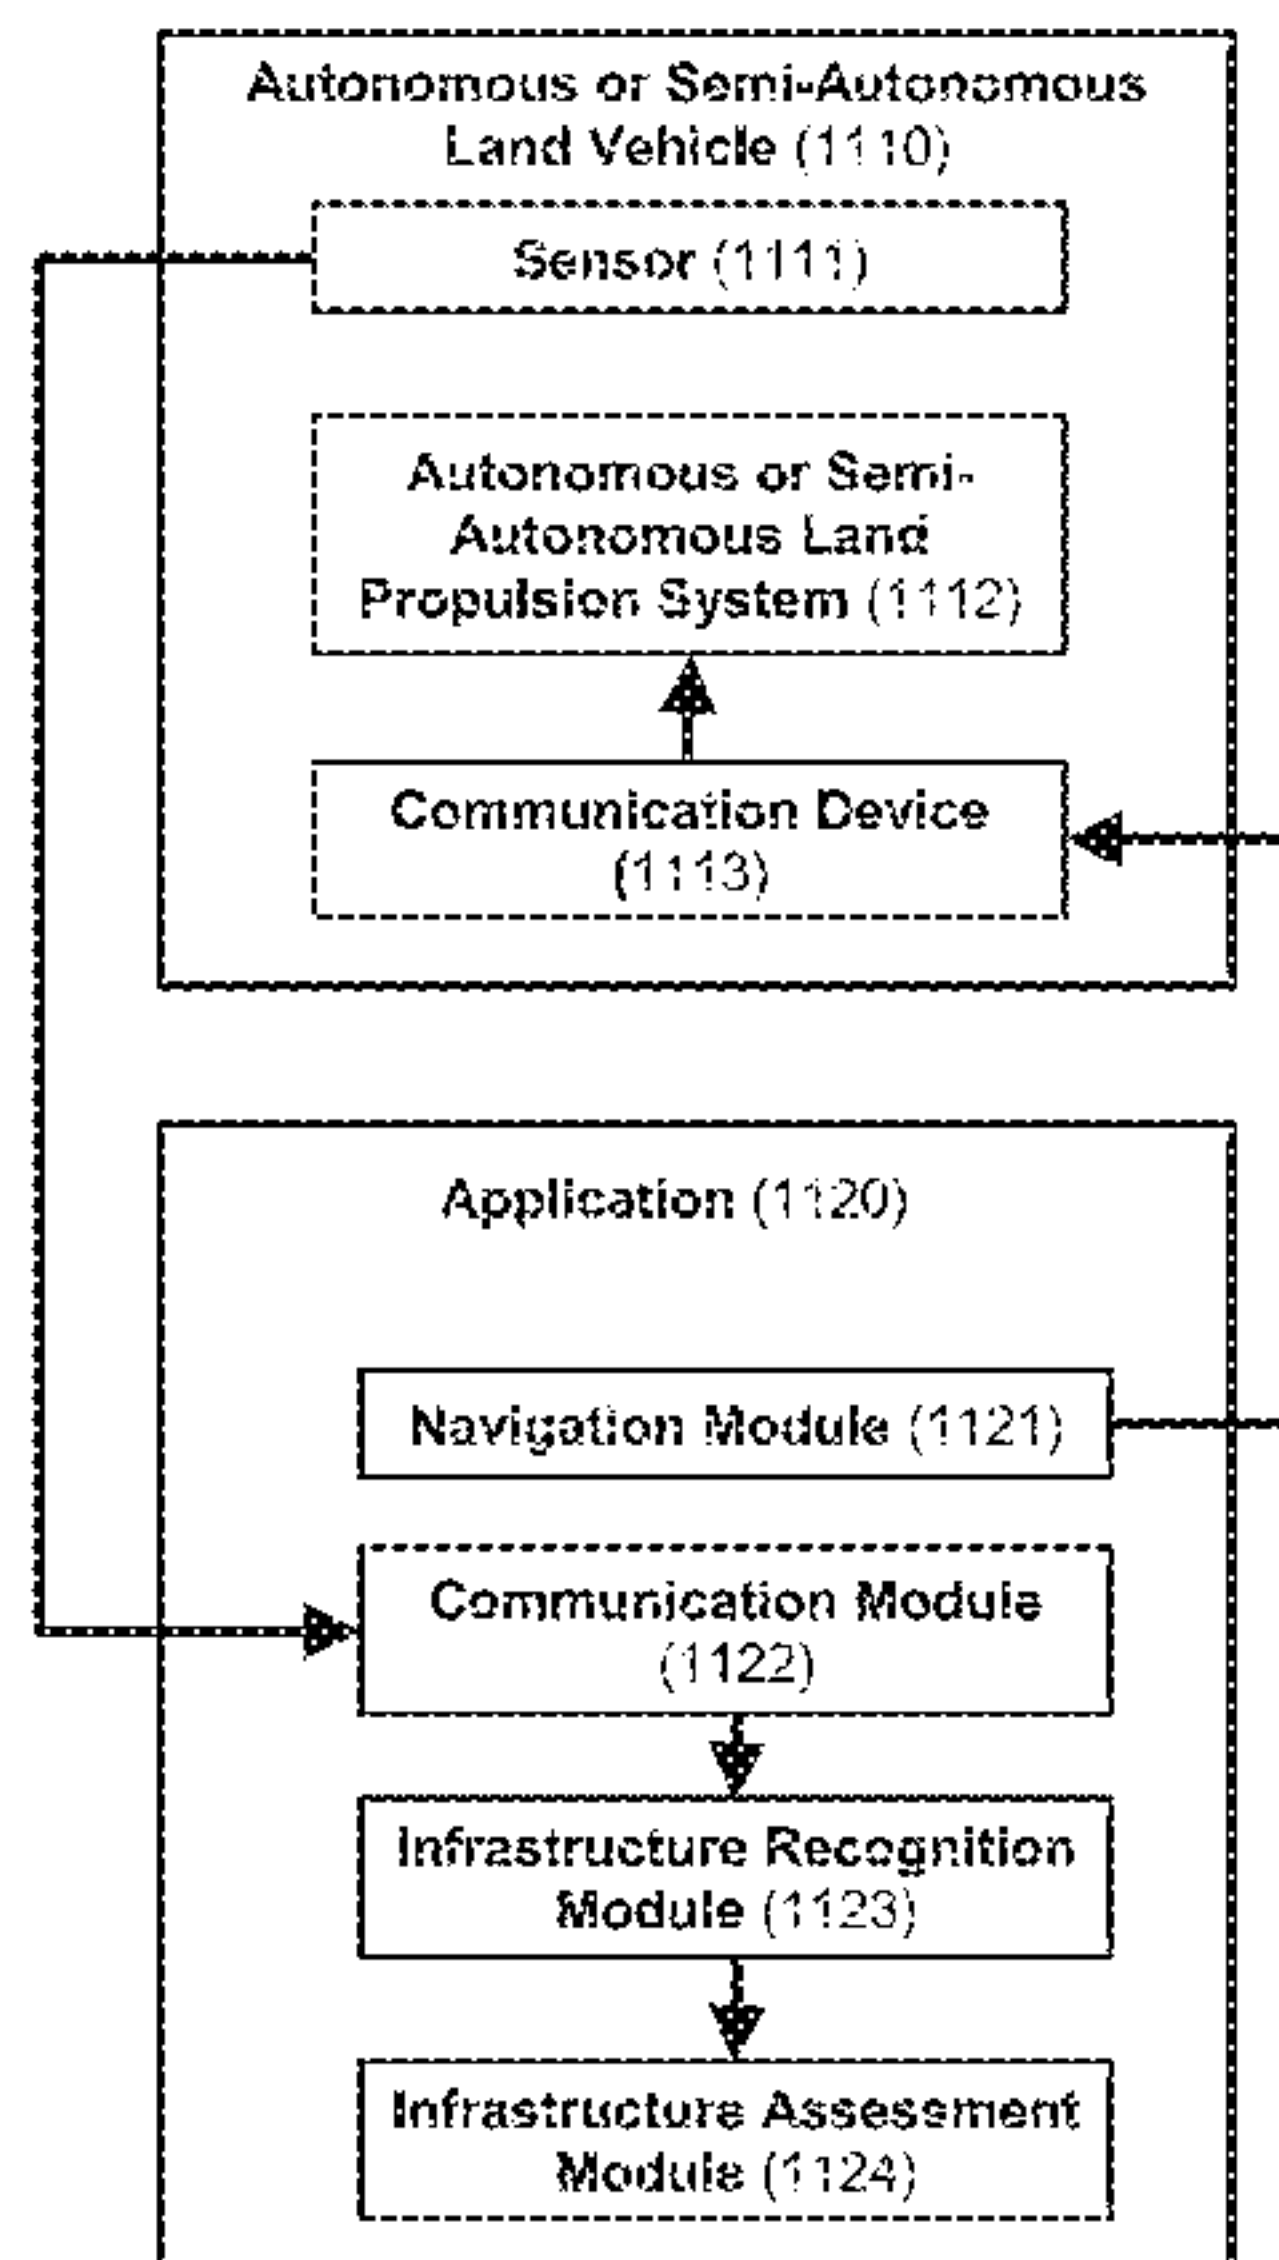 Autonomous or Semi-Autonomous
Land Vehicle (1110)
Sensor (1111)
Autonomous or Semi-
Autonomous Land
Propulsion System (1112)
Communication Device
(1113)
Application (1120)
Navigation Module (1121)
Communication Module
(1122)
Infrastructure Recognition
Module (1123)
Infrastructure Assessment
Module (1124)